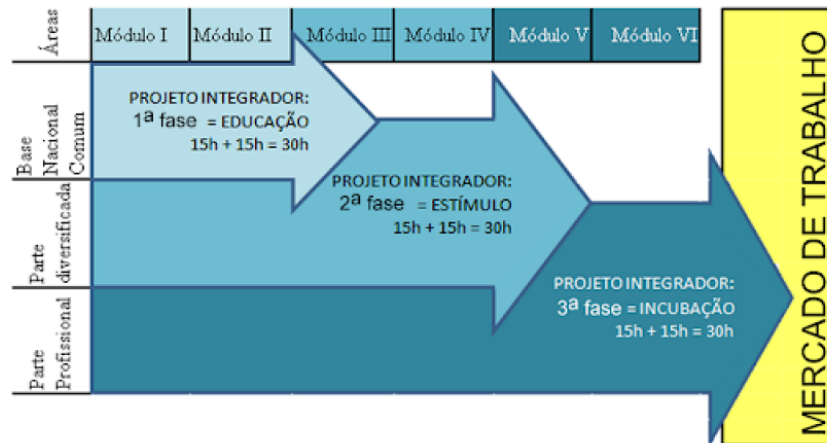 Áreas
Módulo I
Módulo II
Módulo III
Módulo IV
Módulo V
Módulo VI
Base
Nacional
Comum
PROJETO INTEGRADOR:
1ª fase = EDUCAÇÃO
15h + 15h = 30h
Parte
diversificada
PROJETO INTEGRADOR:
2ª fase = ESTÍMULO
15h + 15h = 30h
Parte
Profissional
PROJETO INTEGRADOR:
3ª fase = INCUBAÇÃO
15h + 15h = 30h
MERCADO DE TRABALHO